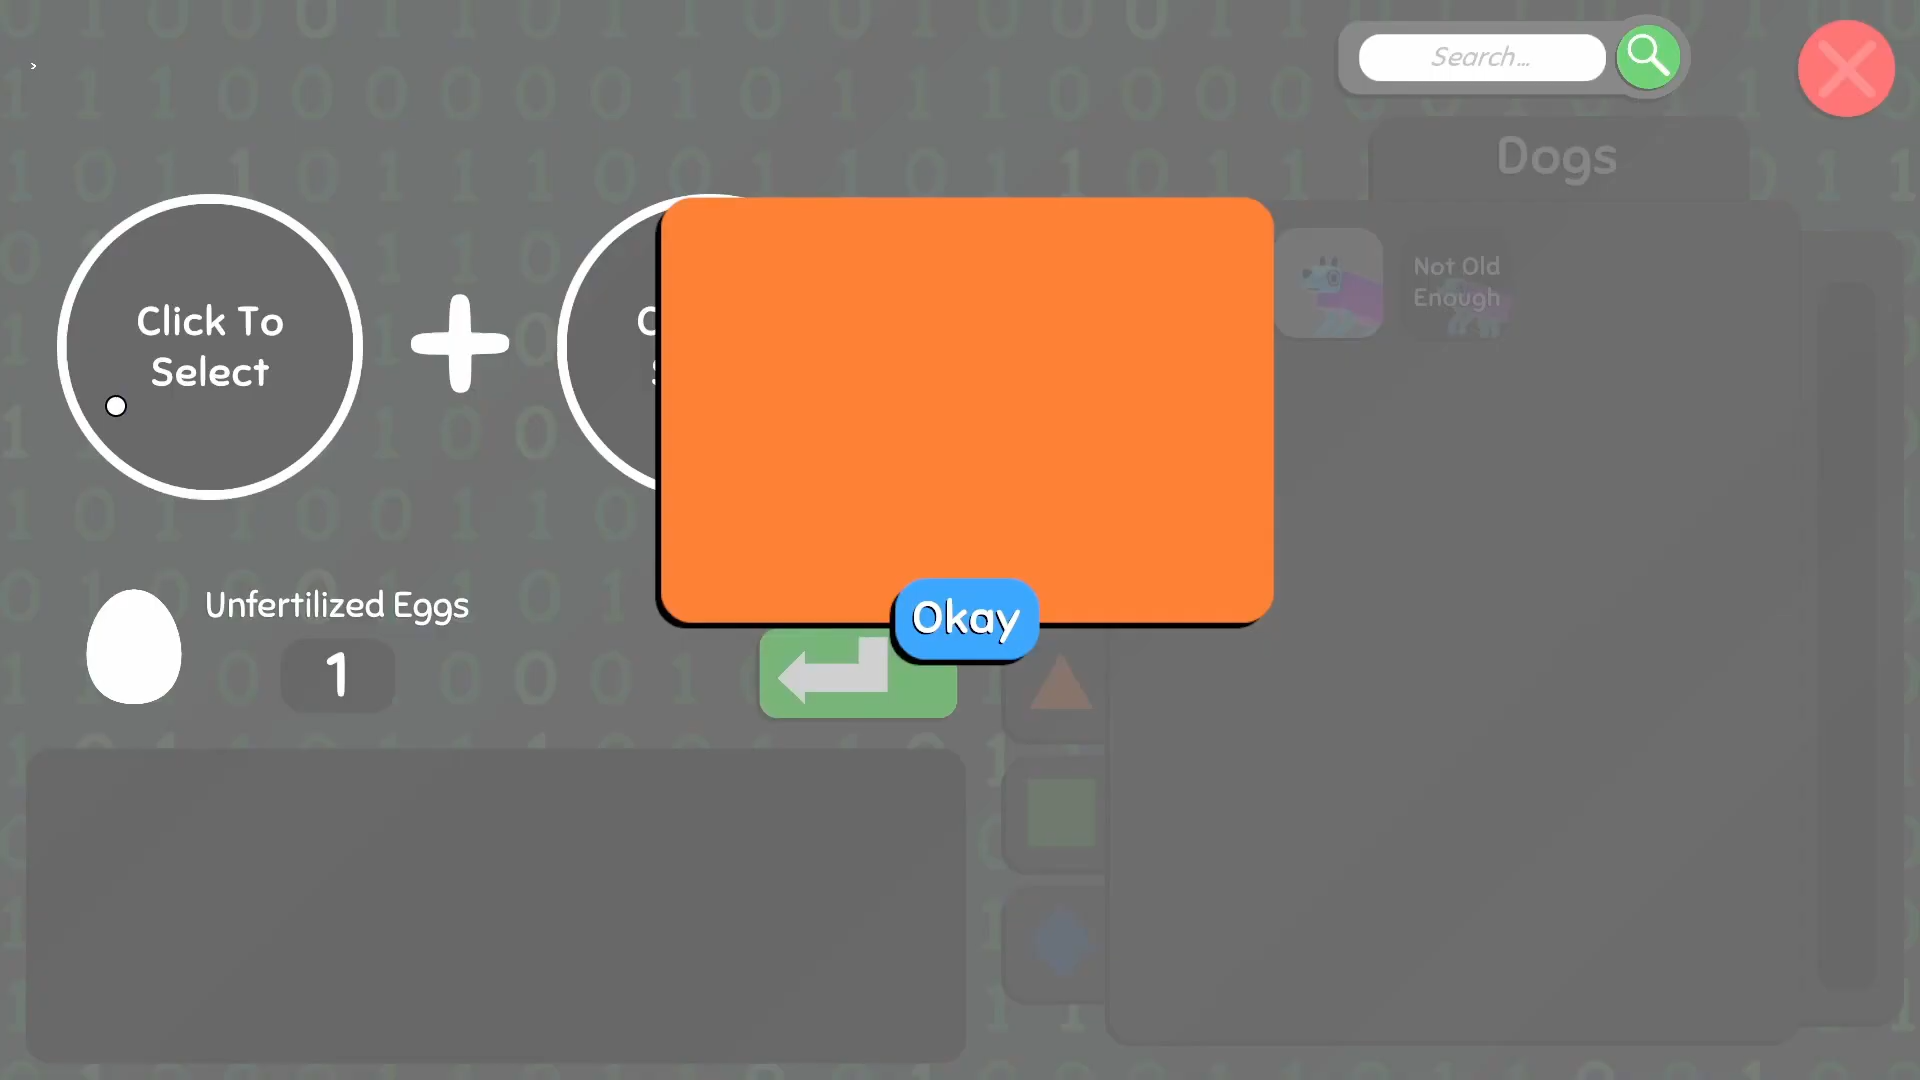 Search...
>
Dogs
Click To
Select
Not Old
Enough
Unfertilized Eggs
1
Okay